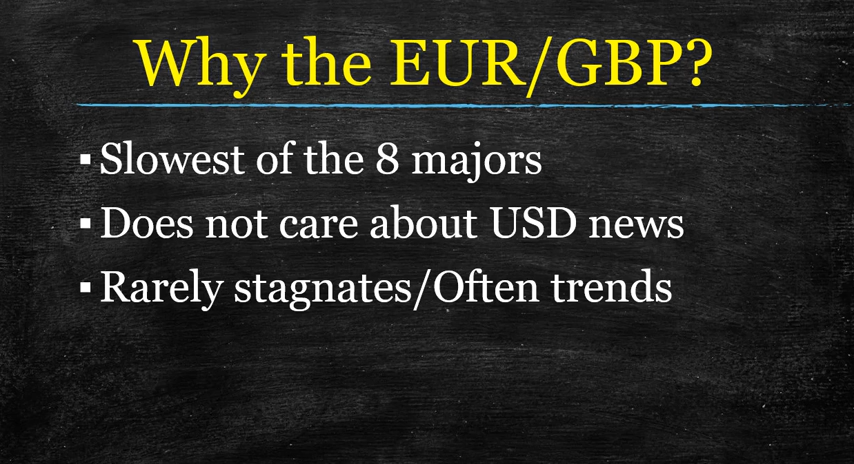 Why the EUR/GBP?
▪ Slowest of the 8 majors
▪ Does not care about USD news
▪ Rarely stagnates/Often trends